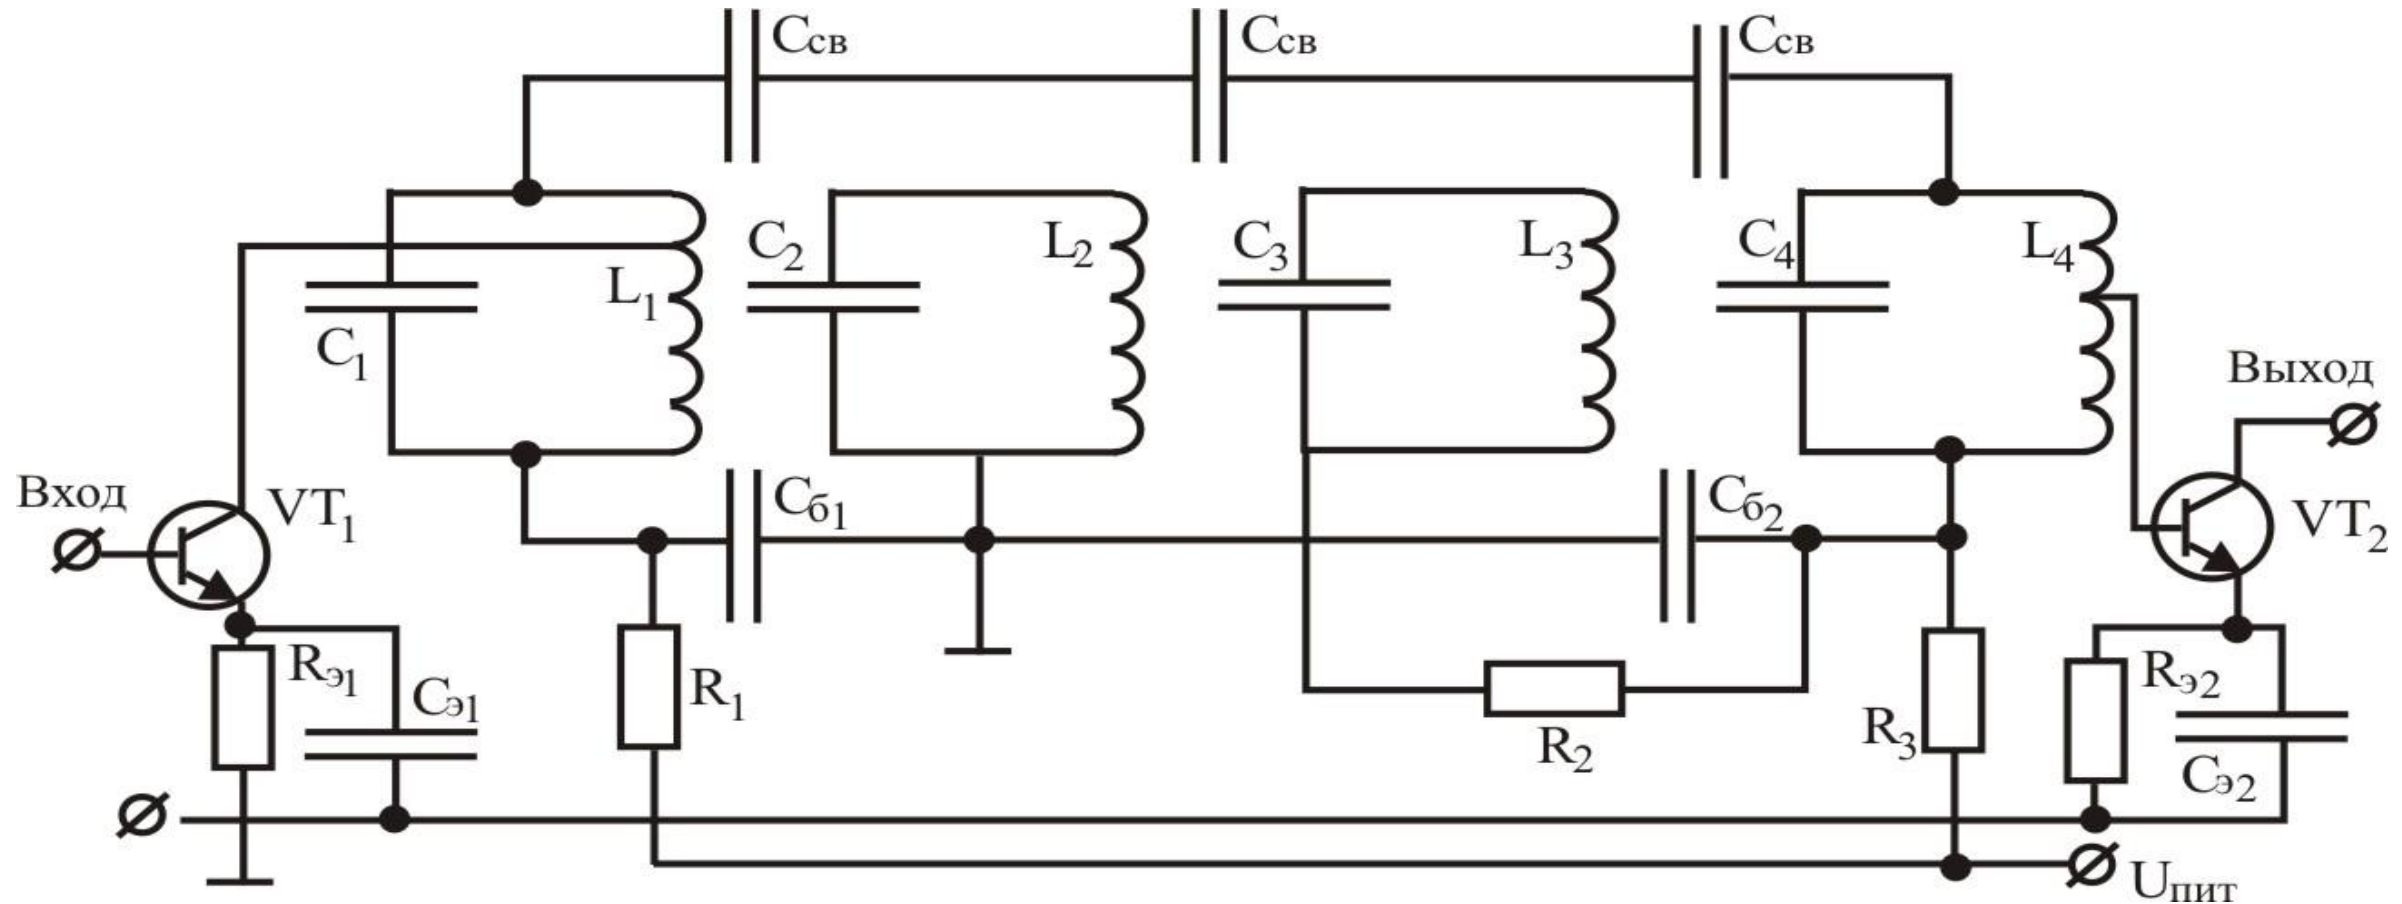 Cсв
Cсв
Cсв
C2
L2
C3
L3
C4
L4
L1
C1
Выход
Вход
VT1
Cб1
Cб2
VT2
Rэ1
Cэ1
R1
R2
R3
Rэ2
Cэ2
Uпит